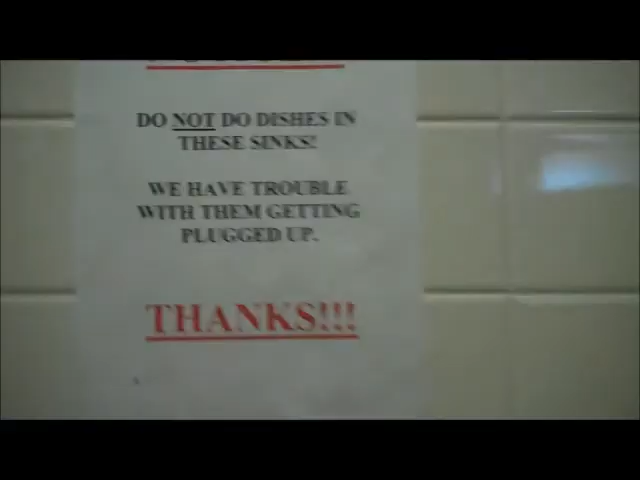 DO NOT DO DISHES IN
THESE SINKS!
WE HAVE TROUBLE
WITH THEM GETTING
PLUGGED UP.
THANKS!!!